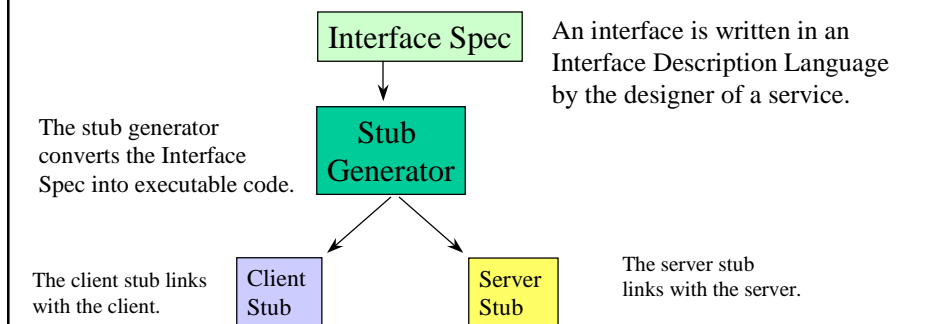 Interface Spec
An interface is written in an
Interface Description Language
by the designer of a service.
The stub generator
converts the Interface
Spec into executable code.
Stub
Generator
The client stub links
with the client.
Client
Stub
Server
Stub
The server stub
links with the server.